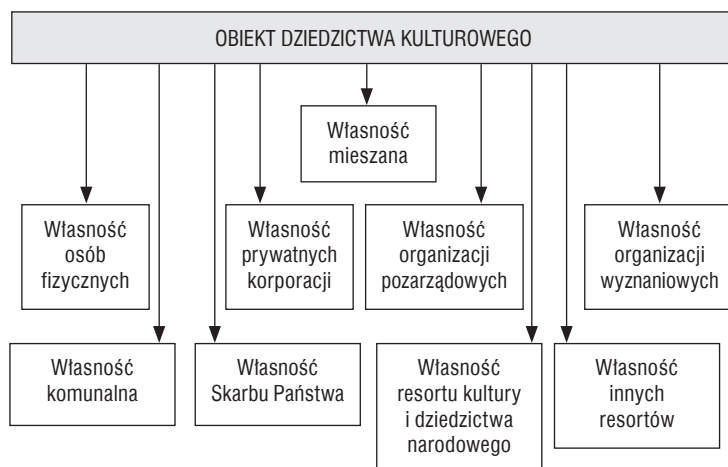 OBIEKT DZIEDZICTWA KULTUROWEGO
Własność
mieszana
Własność
osób
fizycznych
Własność
prywatnych
korporacji
Własność
organizacji
pozarządowych
Własność
organizacji
wyznaniowych
Własność
komunalna
Własność
Skarbu Państwa
Własność
resortu kultury
i dziedzictwa
narodowego
Własność
innych
resortów